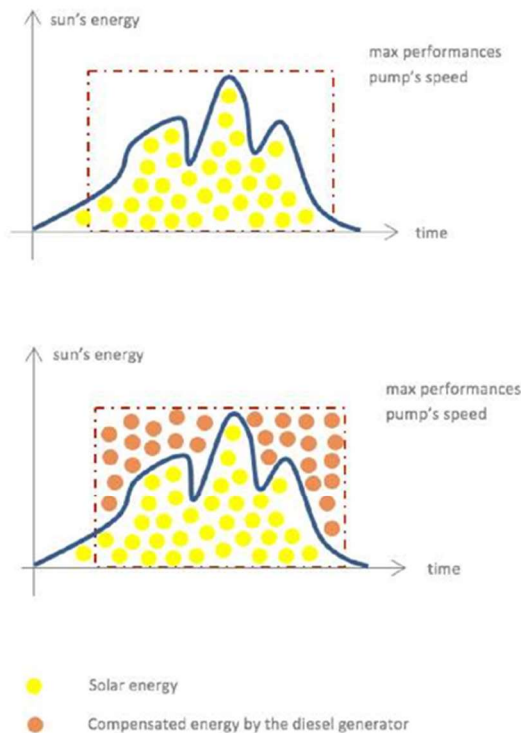 sun's energy
max performances
pump's speed
time
sun's energy
max performances
pump's speed
time
Solar energy
Compensated energy by the diesel generator